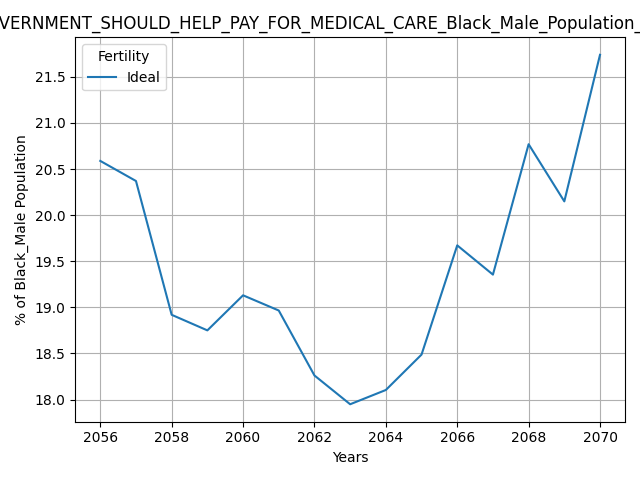 VERNMENT_SHOULD_HELP_PAY_FOR_MEDICAL_CARE_Black_Male_Population_
Fertility
Ideal
% of Black_Male Population
21.5
21.0
20.5
20.0
19.5
19.0
18.5
18.0
2056 2058 2060 2062 2064 2066 2068 2070
Years